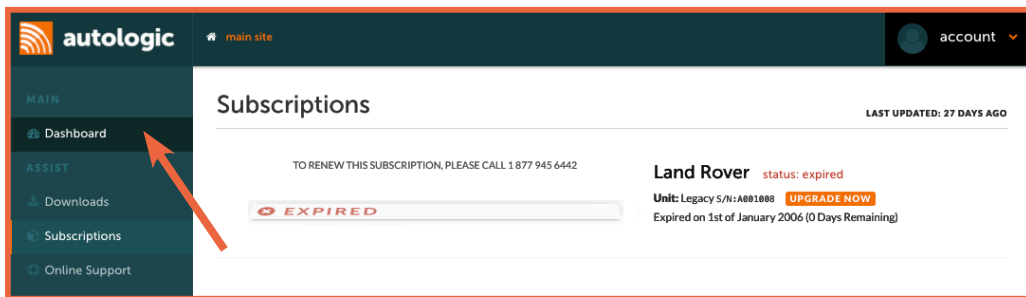 autologic
main site
account
MAIN
Dashboard
ASSIST
Downloads
Subscriptions
Online Support
Subscriptions
LAST UPDATED: 27 DAYS AGO
TO RENEW THIS SUBSCRIPTION, PLEASE CALL 1 877 945 6442
EXPIRED
Land Rover status: expired
Unit: Legacy S/N:A001008 UPGRADE NOW
Expired on 1st of January 2006 (0 Days Remaining)